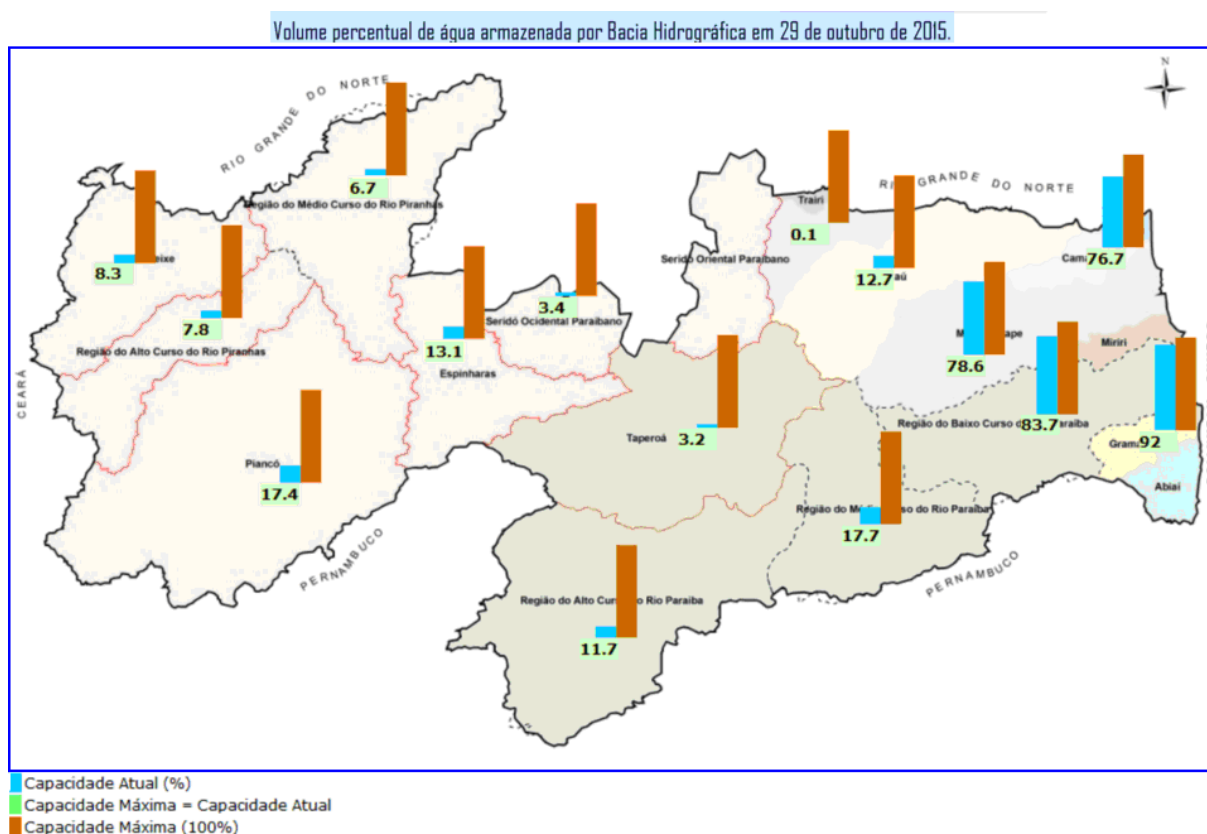 Volume percentual de água armazenada por Bacia Hidrográfica em 29 de outubro de 2015.
N
RIO GRANDE DO NORTE
RIO GRANDE DO NORTE
6.7
Região do Médio Curso do Rio Piranhas
Trairi
0.1
8.3
Seridó Oriental Paraibano
12.7
76.7
3.4
7.8
Seridó Ocidental Paraibano
Região do Alto Curso do Rio Piranhas
13.1
Espinharas
78.6
Miriri
CEARÁ
Taperoá
3.2
Região do Baixo Curso
83.7
92
Piancó
17.4
Abiaí
Região do
Curso do Rio Paraíba
17.7
PERNAMBUCO
PERNAMBUCO
Região do Alto
do Rio Paraíba
11.7
Capacidade Atual (%)
Capacidade Máxima = Capacidade Atual
Capacidade Máxima (100%)